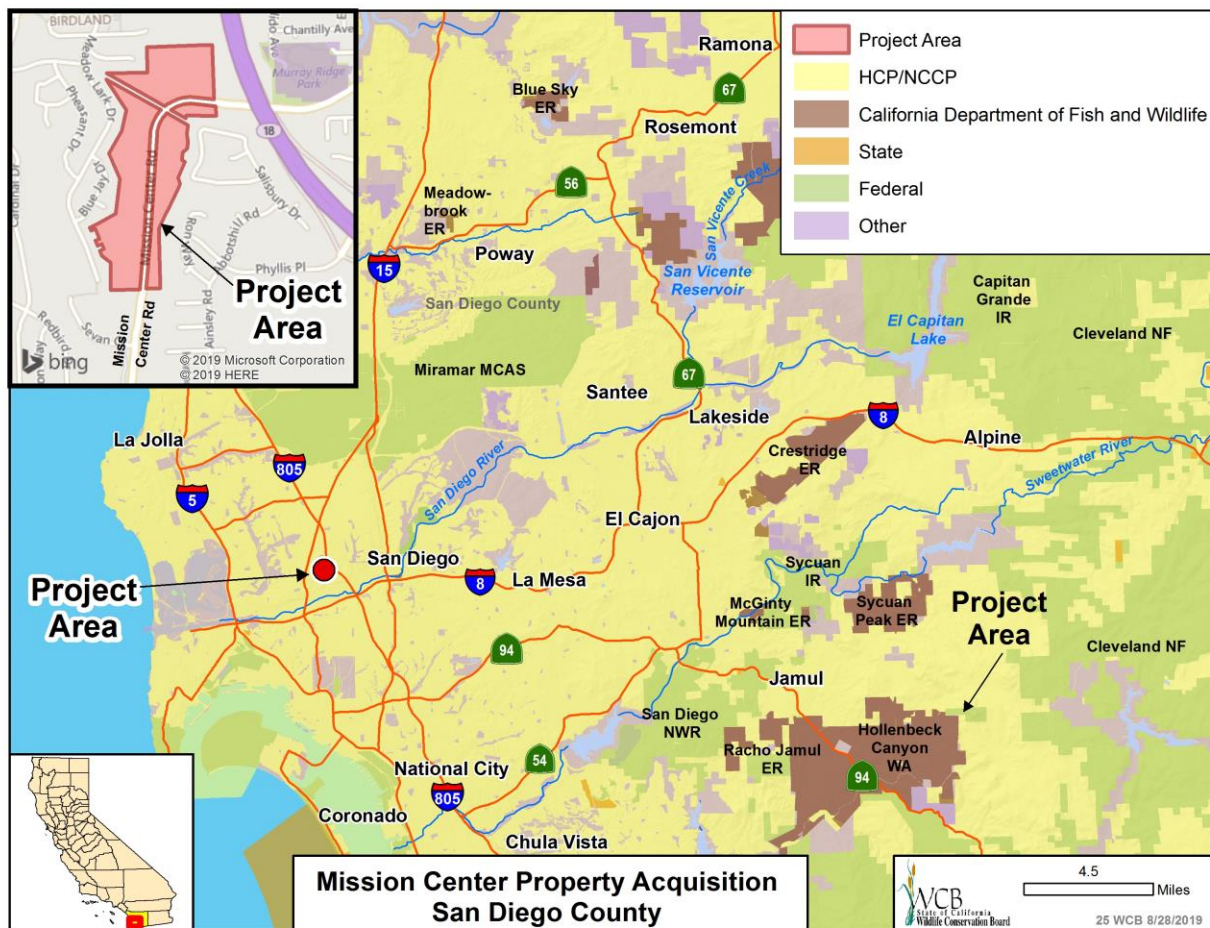 BIRDLAND
Chantilly Ave
Meadow Lark Dr
Murray Ridge
Park
Pheasant Dr
18
Cardinal Dr
Blue Jay Dr
Mission Center Rd
Salisbury Dr
Ron Way
Abbotshill Rd
Phyllis Pl
Project
Area
Ainsley Rd
Sevan
Mission
Center Rd
bing
© 2019 Microsoft Corporation
© 2019 HERE
Project Area
HCP/NCCP
California Department of Fish and Wildlife
State
Federal
Other
Ramona
67
Blue Sky
ER
Rosemont
56
Meadow-
brook
ER
Poway
San Vicente Creek
15
San Diego County
San Vicente
Reservoir
Capitan
Grande
IR
El Capitan
Lake
Cleveland NF
Miramar MCAS
Santee
67
Lakeside
8
La Jolla
805
Alpine
Crestridge
ER
Sweetwater River
5
San Diego River
El Cajon
San Diego
8
La Mesa
Project
Area
Sycuan
IR
McGinty
Mountain ER
Sycuan
Peak ER
Project
Area
94
Cleveland NF
Jamul
San Diego
NWR
Racho Jamul
ER
Hollenbeck
Canyon
WA
94
54
National City
805
Coronado
Chula Vista
Mission Center Property Acquisition
San Diego County
WCB
State of California
Wildlife Conservation Board
4.5
Miles
25 WCB 8/28/2019